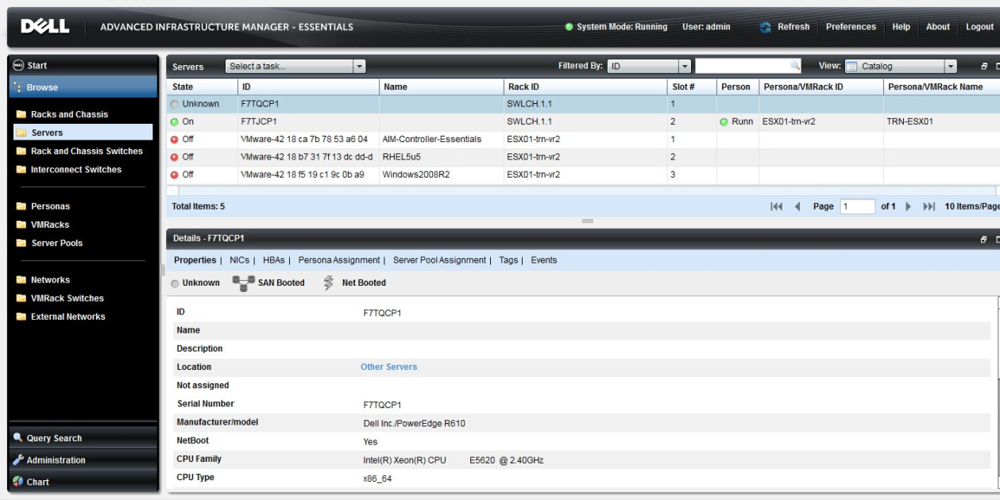 DELL ADVANCED INFRASTRUCTURE MANAGER - ESSENTIALS System Mode: Running User: admin Refresh Preferences Help About Logout
Start
Browse
Racks and Chassis
Servers
Rack and Chassis Switches
Interconnect Switches
Personas
VMRacks
Server Pools
Networks
VMRack Switches
External Networks
Query Search
Administration
Chart
Servers Select a task... Filtered By: ID View: Catalog
State ID Name Rack ID Slot # Person Persona/VMRack ID Persona/VMRack Name
Unknown F7TQCP1 SWLCH.1.1 1
On F7TJCP1 SWLCH.1.1 2 Runn ESX01-trn-vr2 TRN-ESX01
Off VMware-42 18 ca 7b 78 53 a6 04 AIM-Controller-Essentials ESX01-trn-vr2 1
Off VMware-42 18 b7 31 7f 13 dc dd-d RHEL5u5 ESX01-trn-vr2 2
Off VMware-42 18 f5 19 c1 9c 0b a9 Windows2008R2 ESX01-trn-vr2 3
Total Items: 5 Page 1 of 1 10 Items/Page
Details - F7TQCP1
Properties | NICs | HBAs | Persona Assignment | Server Pool Assignment | Tags | Events
Unknown SAN Booted Net Booted
ID F7TQCP1
Name
Description
Location Other Servers
Not assigned
Serial Number F7TQCP1
Manufacturer/model Dell Inc./PowerEdge R610
NetBoot Yes
CPU Family Intel(R) Xeon(R) CPU E5620 @ 2.40GHz
CPU Type x86_64